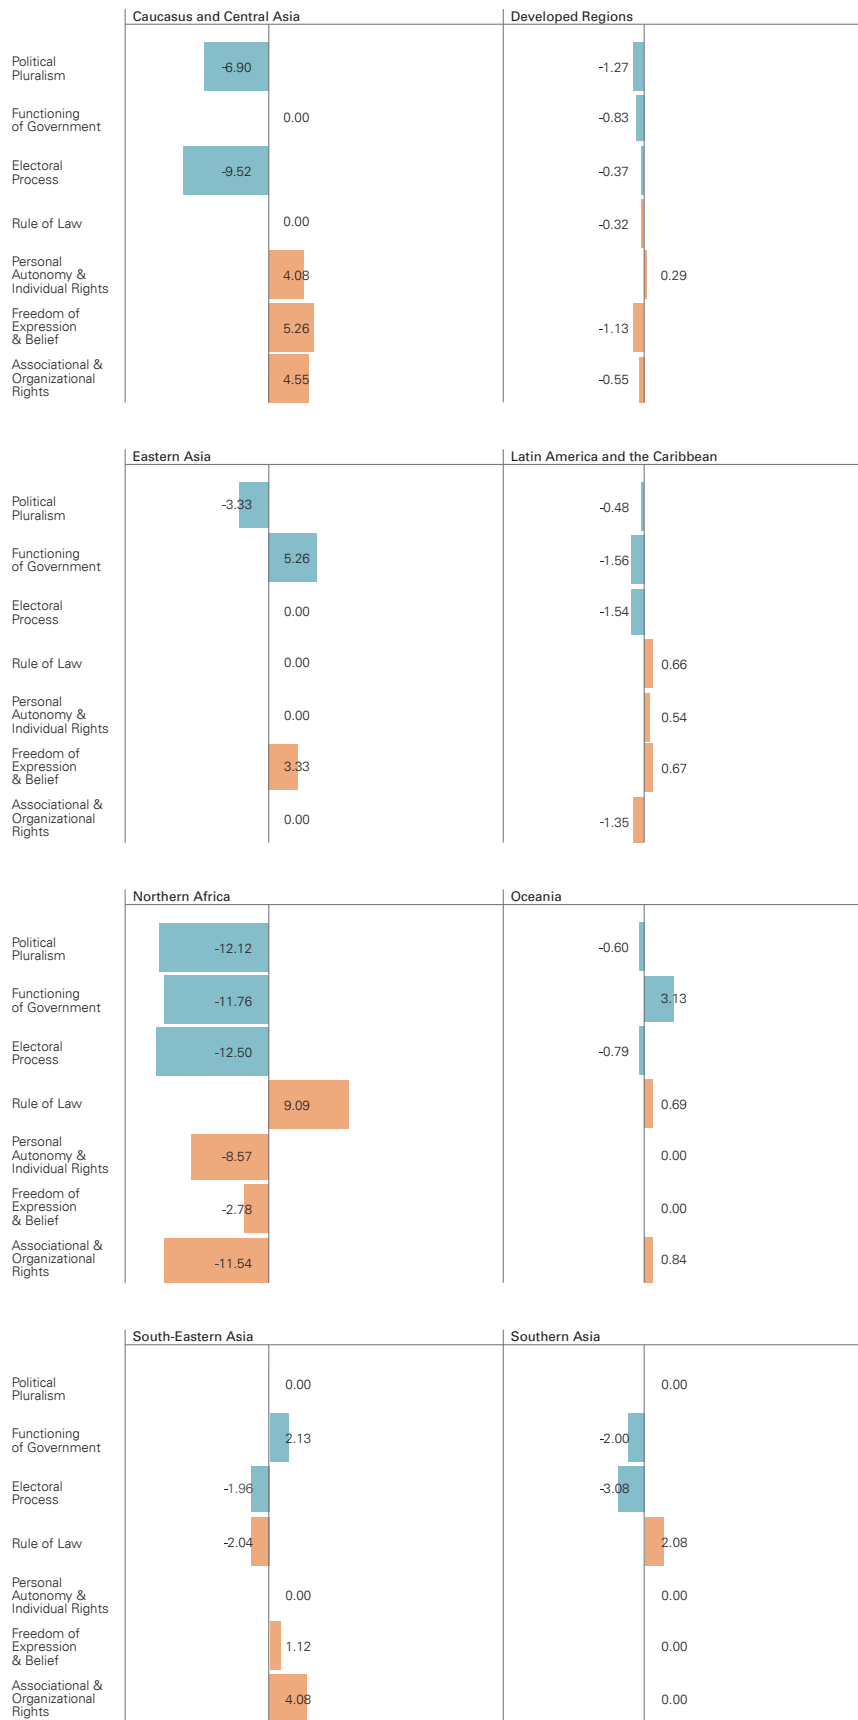 Caucasus and Central Asia
Developed Regions
Political
Pluralism
-6.90
-1.27
Functioning
of Government
0.00
-0.83
Electoral
Process
-9.52
-0.37
Rule of Law
0.00
-0.32
Personal
Autonomy &
Individual Rights
4.08
0.29
Freedom of
Expression
& Belief
5.26
-1.13
Associational &
Organizational
Rights
4.55
-0.55
Eastern Asia
Latin America and the Caribbean
Political
Pluralism
-3.33
-0.48
Functioning
of Government
5.26
-1.56
Electoral
Process
0.00
-1.54
Rule of Law
0.00
0.66
Personal
Autonomy &
Individual Rights
0.00
0.54
Freedom of
Expression
& Belief
3.33
0.67
Associational &
Organizational
Rights
0.00
-1.35
Northern Africa
Oceania
Political
Pluralism
-12.12
-0.60
Functioning
of Government
-11.76
3.13
Electoral
Process
-12.50
-0.79
Rule of Law
9.09
0.69
Personal
Autonomy &
Individual Rights
-8.57
0.00
Freedom of
Expression
& Belief
-2.78
0.00
Associational &
Organizational
Rights
-11.54
0.84
South-Eastern Asia
Southern Asia
Political
Pluralism
0.00
0.00
Functioning
of Government
2.13
-2.00
Electoral
Process
-1.96
-3.08
Rule of Law
-2.04
2.08
Personal
Autonomy &
Individual Rights
0.00
0.00
Freedom of
Expression
& Belief
1.12
0.00
Associational &
Organizational
Rights
4.08
0.00